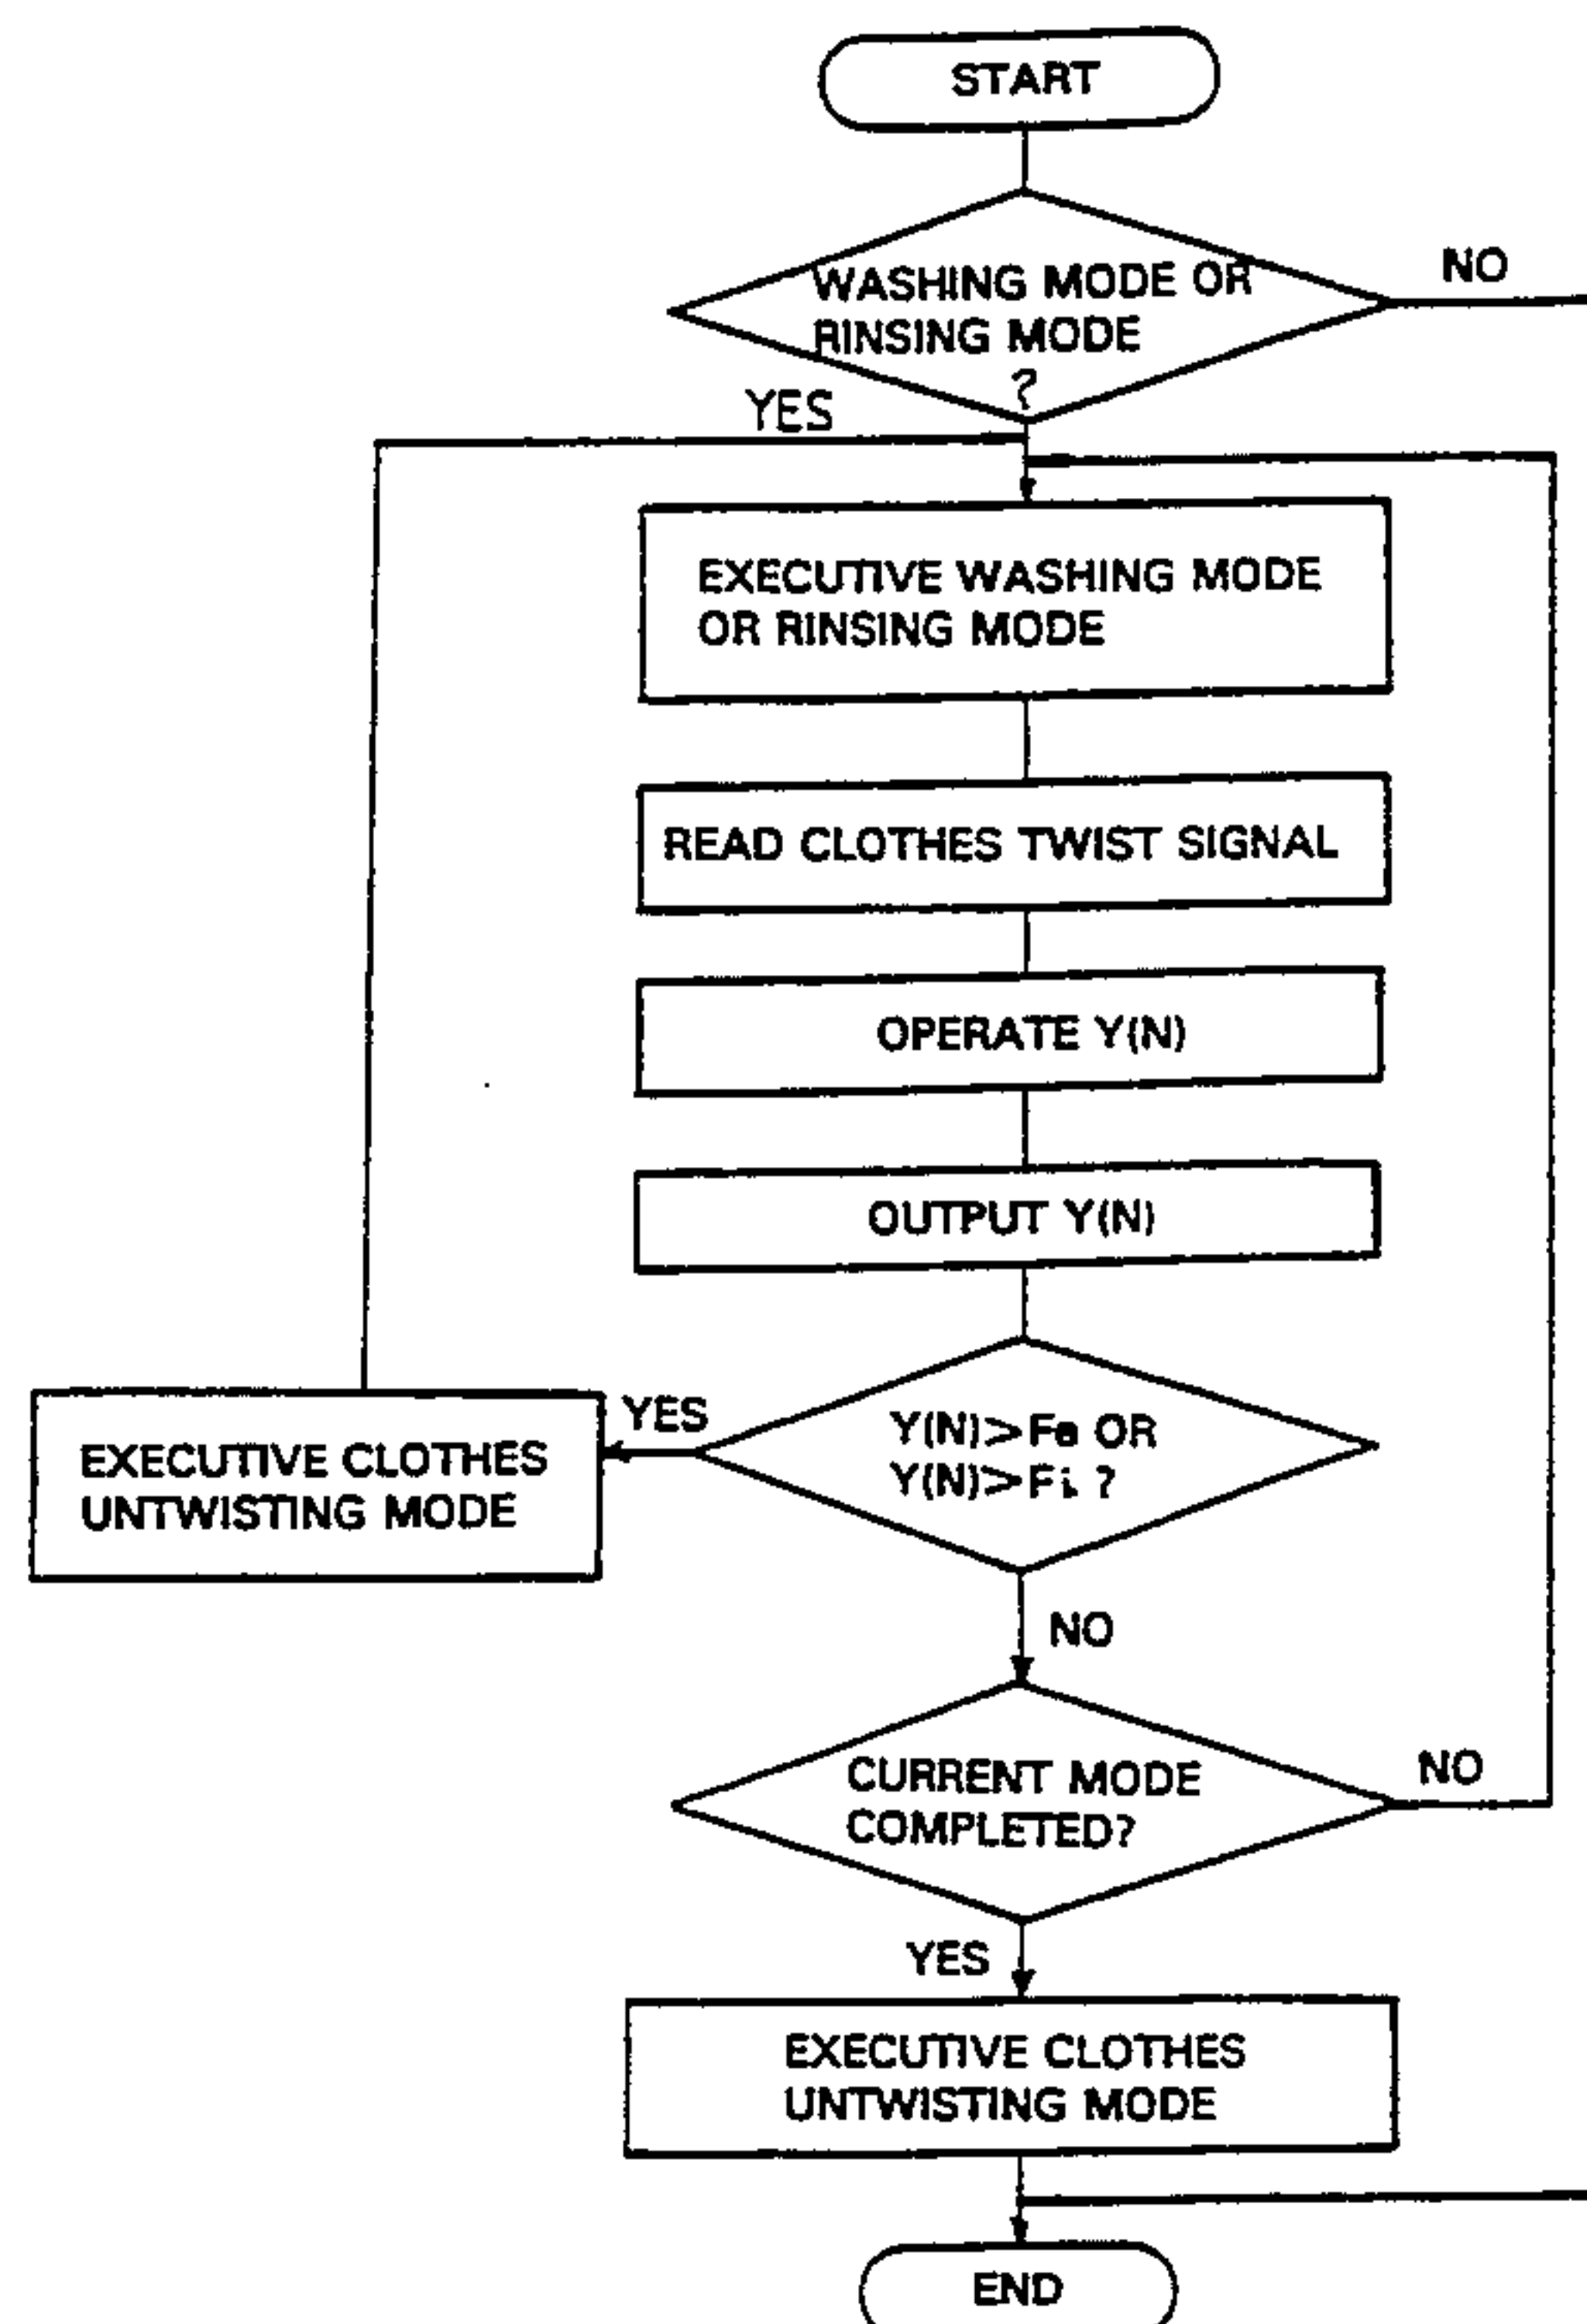 START
WASHING MODE OR
RINSING MODE
?
NO
YES
EXECUTIVE WASHING MODE
OR RINSING MODE
READ CLOTHES TWIST SIGNAL
OPERATE Y(N)
OUTPUT Y(N)
Y(N)>Fe OR
Y(N)>Fi ?
YES
EXECUTIVE CLOTHES
UNTWISTING MODE
NO
CURRENT MODE
COMPLETED?
NO
YES
EXECUTIVE CLOTHES
UNTWISTING MODE
END